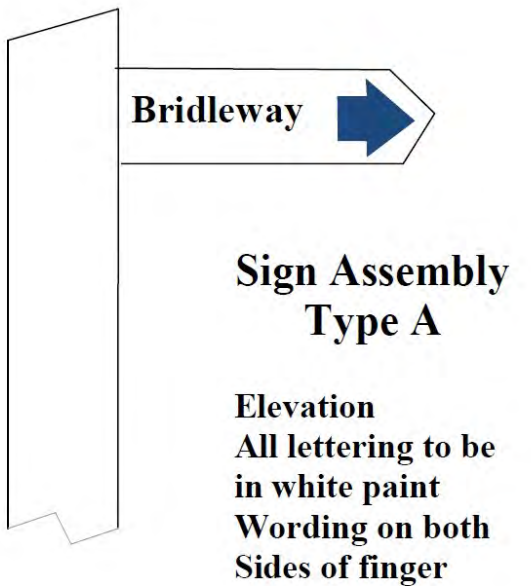 Bridleway
Sign Assembly
Type A
Elevation
All lettering to be
in white paint
Wording on both
Sides of finger